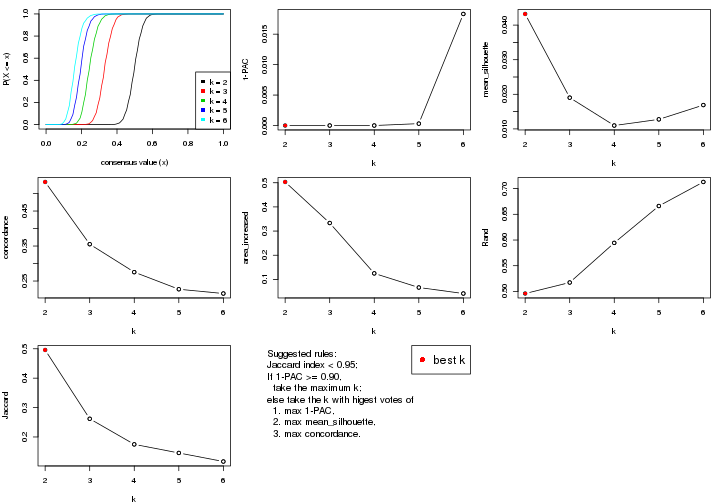 P(X <= x)
0.0 0.2 0.4 0.6 0.8 1.0
k = 2
k = 3
k = 4
k = 5
k = 6
0.0 0.2 0.4 0.6 0.8 1.0
consensus value (x)
1-PAC
0.000 0.005 0.010 0.015
2 3 4 5 6
k
mean_silhouette
0.010 0.020 0.030 0.040
2 3 4 5 6
k
concordance
0.25 0.35 0.45
2 3 4 5 6
k
area_increased
0.1 0.2 0.3 0.4 0.5
2 3 4 5 6
k
Rand
0.50 0.55 0.60 0.65 0.70
2 3 4 5 6
k
Jaccard
0.2 0.3 0.4 0.5
2 3 4 5 6
k
Suggested rules:
Jaccard index < 0.95;
If 1-PAC >= 0.90,
take the maximum k;
else take the k with higest votes of
1. max 1-PAC,
2. max mean_silhouette,
3. max concordance.
best k